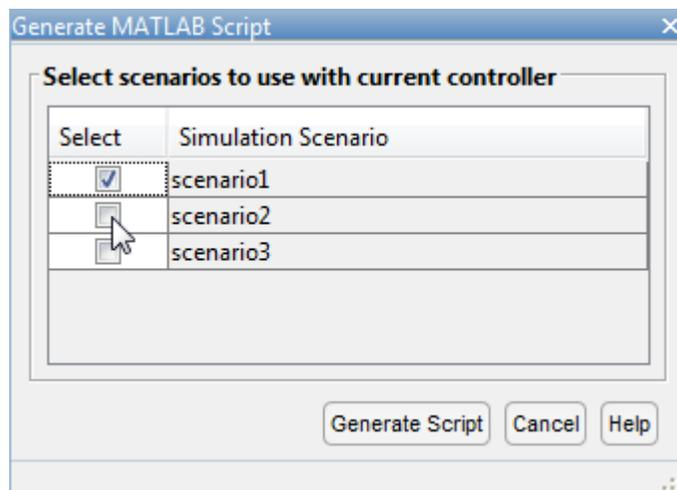 Generate MATLAB Script
Select scenarios to use with current controller
Select Simulation Scenario
scenario1
scenario2
scenario3
Generate Script Cancel Help